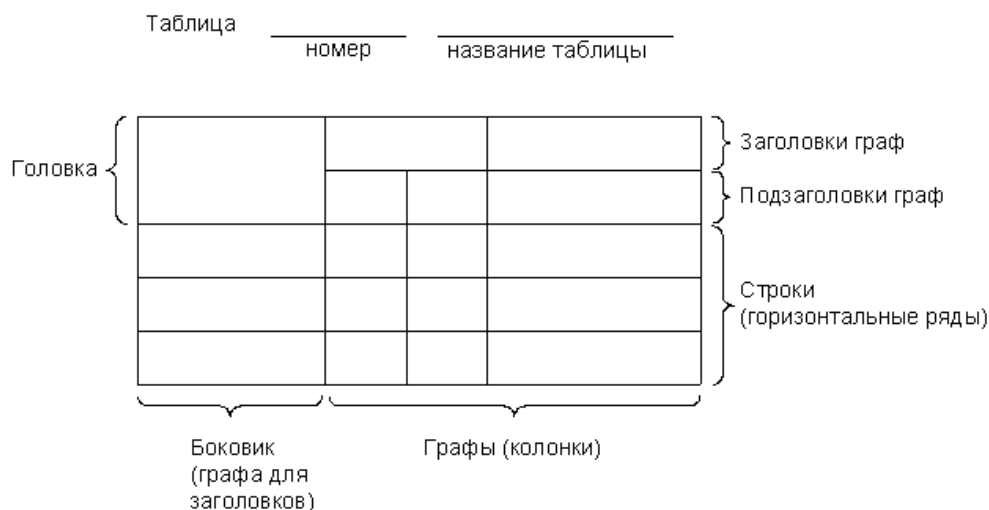 Таблица
номер название таблицы
Заголовки граф
Головка
Подзаголовки граф
Строки
(горизонтальные ряды)
Боковик
(графа для
заголовков)
Графы (колонки)